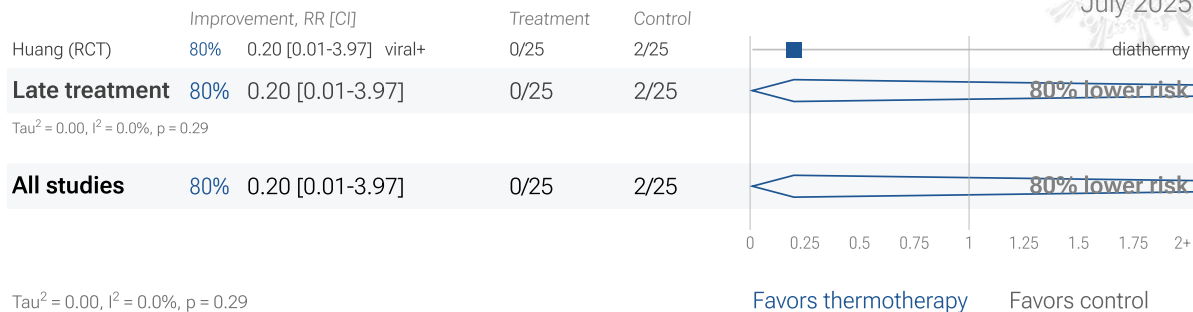 July 2025
Improvement, RR [CI] Treatment Control
Huang (RCT) 80% 0.20 [0.01-3.97] viral+ 0/25 2/25 diathermy
Late treatment 80% 0.20 [0.01-3.97] 0/25 2/25 80% lower risk
Tau² = 0.00, I² = 0.0%, p = 0.29
All studies 80% 0.20 [0.01-3.97] 0/25 2/25 80% lower risk
0 0.25 0.5 0.75 1 1.25 1.5 1.75 2+
Tau² = 0.00, I² = 0.0%, p = 0.29 Favors thermotherapy Favors control